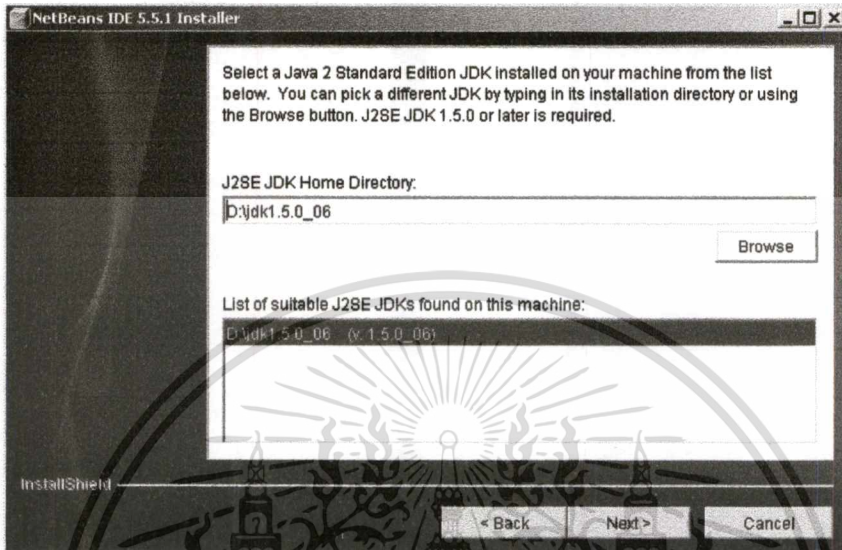 NetBeans IDE 5.5.1 Installer
Select a Java 2 Standard Edition JDK installed on your machine from the list
below. You can pick a different JDK by typing in its installation directory or using
the Browse button. J2SE JDK 1.5.0 or later is required.
J2SE JDK Home Directory:
D:\jdk1.5.0_06
Browse
List of suitable J2SE JDKs found on this machine:
D:\jdk1.5.0_06 (v. 1.5.0_06)
InstallShield
< Back
Next >
Cancel